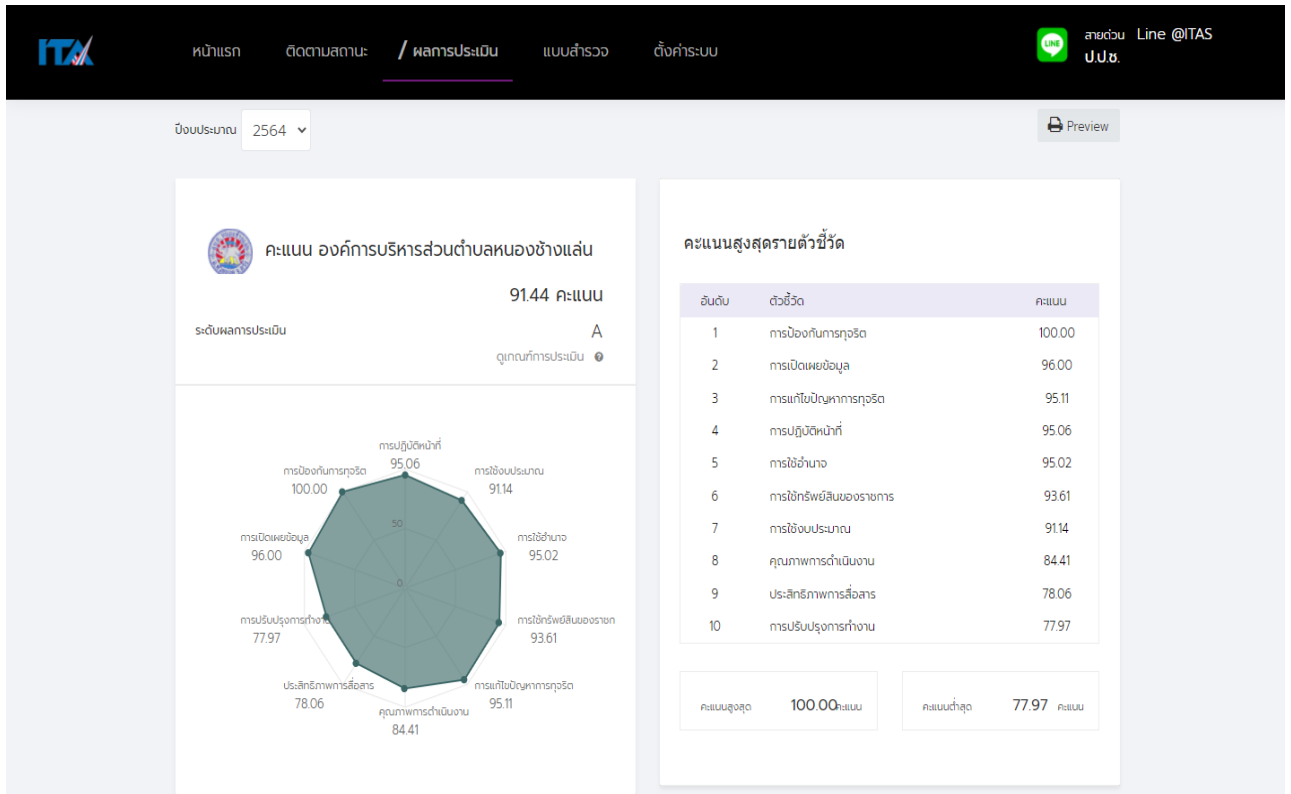 ITA
หน้าแรก ติดตามสถานะ / ผลการประเมิน แบบสำรวจ ตั้งค่าระบบ
LINE
สายด่วน Line @ITAS
ป.ป.ช.
ปีงบประมาณ 2564
Preview
คะแนน องค์การบริหารส่วนตำบลหนองช้างแล่น
91.44 คะแนน
ระดับผลการประเมิน A
ดูเกณฑ์การประเมิน
การปฏิบัติหน้าที่
95.06
การป้องกันการทุจริต
100.00
การใช้งบประมาณ
91.14
50
การเปิดเผยข้อมูล
96.00
การใช้อำนาจ
95.02
0
การปรับปรุงการทำงาน
77.97
การใช้ทรัพย์สินของราชก
93.61
ประสิทธิภาพการสื่อสาร
78.06
การแก้ไขปัญหาการทุจริต
95.11
คุณภาพการดำเนินงาน
84.41
คะแนนสูงสุดรายตัวชี้วัด
อันดับ ตัวชี้วัด คะแนน
1 การป้องกันการทุจริต 100.00
2 การเปิดเผยข้อมูล 96.00
3 การแก้ไขปัญหาการทุจริต 95.11
4 การปฏิบัติหน้าที่ 95.06
5 การใช้อำนาจ 95.02
6 การใช้ทรัพย์สินของราชการ 93.61
7 การใช้งบประมาณ 91.14
8 คุณภาพการดำเนินงาน 84.41
9 ประสิทธิภาพการสื่อสาร 78.06
10 การปรับปรุงการทำงาน 77.97
คะแนนสูงสุด 100.00 คะแนน
คะแนนต่ำสุด 77.97 คะแนน